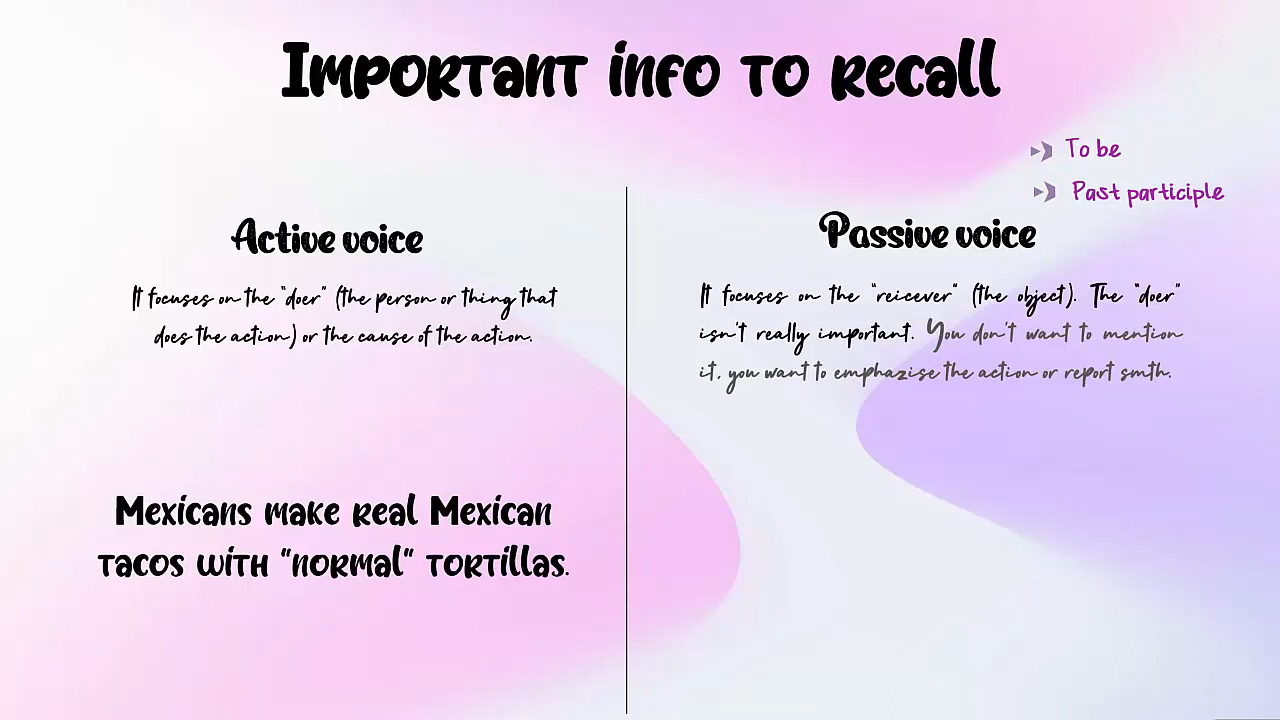 Important info to recall
To be
Past participle
Active voice
It focuses on the "doer" (the person or thing that
does the action) or the cause of the action.
Passive voice
It focuses on the "reicever" (the object). The "doer"
isn't really important. You don't want to mention
it, you want to emphazise the action or report smth.
Mexicans make real Mexican
tacos with "normal" tortillas.